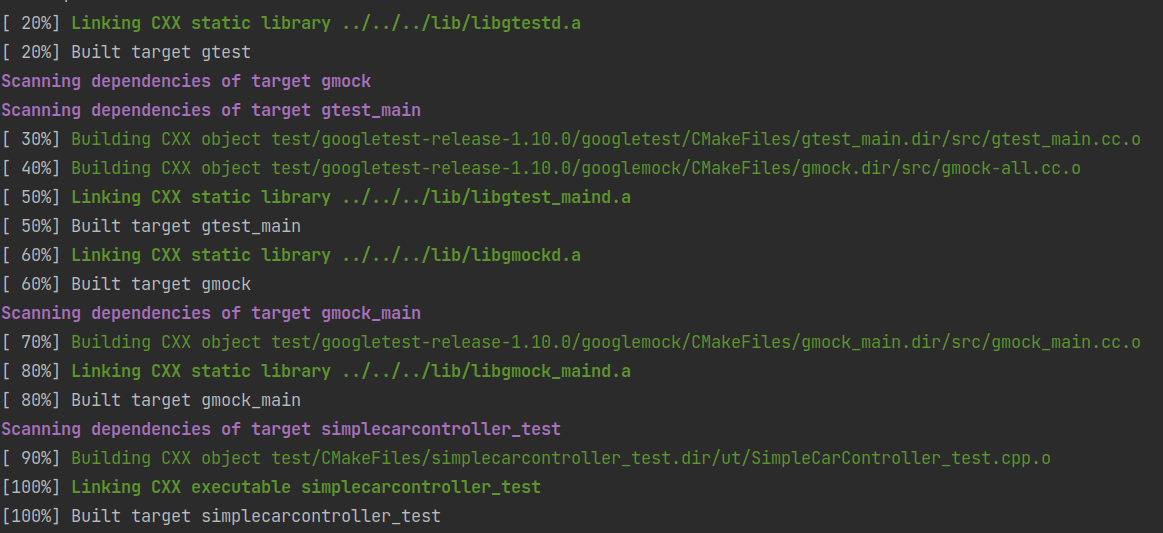 [ 20%] Linking CXX static library ../../../lib/libgtestd.a
[ 20%] Built target gtest
Scanning dependencies of target gmock
Scanning dependencies of target gtest_main
[ 30%] Building CXX object test/googletest-release-1.10.0/googletest/CMakeFiles/gtest_main.dir/src/gtest_main.cc.o
[ 40%] Building CXX object test/googletest-release-1.10.0/googlemock/CMakeFiles/gmock.dir/src/gmock-all.cc.o
[ 50%] Linking CXX static library ../../../lib/libgtest_maind.a
[ 50%] Built target gtest_main
[ 60%] Linking CXX static library ../../../lib/libgmockd.a
[ 60%] Built target gmock
Scanning dependencies of target gmock_main
[ 70%] Building CXX object test/googletest-release-1.10.0/googlemock/CMakeFiles/gmock_main.dir/src/gmock_main.cc.o
[ 80%] Linking CXX static library ../../../lib/libgmock_maind.a
[ 80%] Built target gmock_main
Scanning dependencies of target simplecarcontroller_test
[ 90%] Building CXX object test/CMakeFiles/simplecarcontroller_test.dir/ut/SimpleCarController_test.cpp.o
[100%] Linking CXX executable simplecarcontroller_test
[100%] Built target simplecarcontroller_test